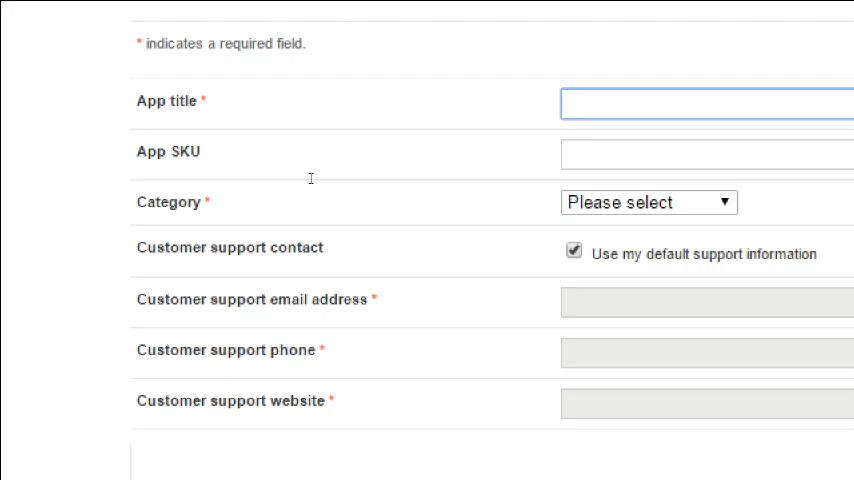 * indicates a required field.
App title *
App SKU
Category * Please select
Customer support contact Use my default support information
Customer support email address *
Customer support phone *
Customer support website *